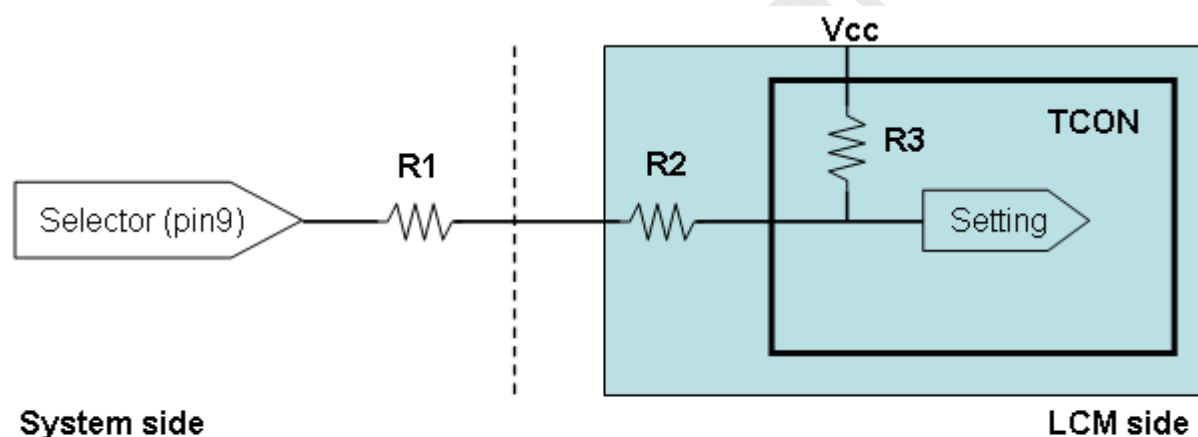 Vcc
TCON
R3
R1
R2
Selector (pin9)
Setting
System side
LCM side